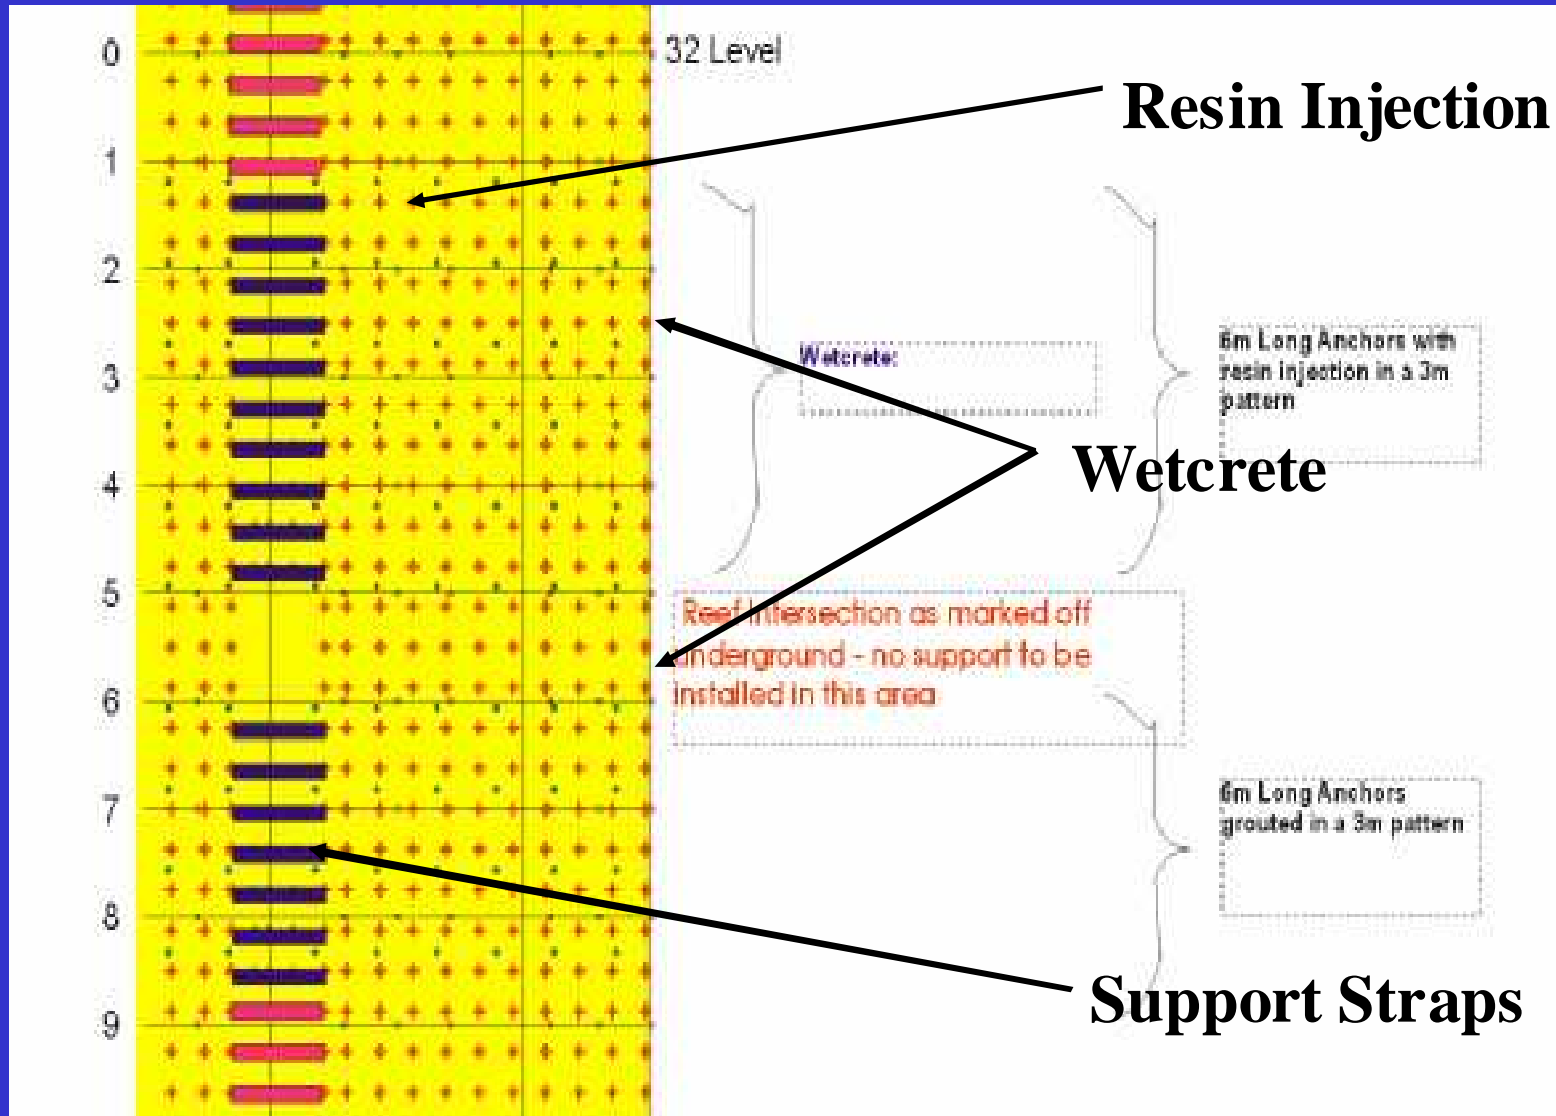 0
32 Level
Resin Injection
1
2
3
Wetcrete:
6m Long Anchors with
resin injection in a 3m
pattern
Wetcrete
4
5
Reef Intersection as marked off
underground - no support to be
installed in this area
6
7
6m Long Anchors
grouted in a 3m pattern
8
Support Straps
9